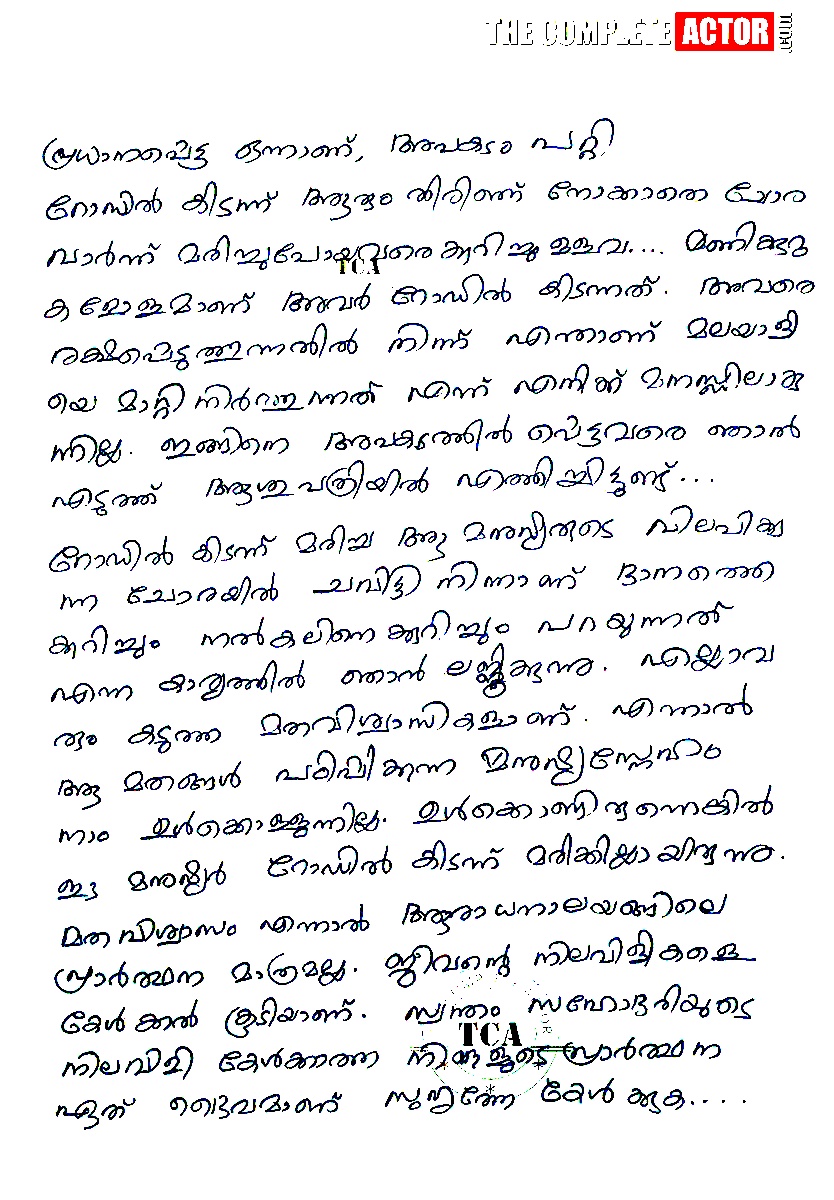 THE COMPLETE ACTOR .com
പ്രധാനപ്പെട്ട ഒന്നാണ്, അപകടം പറ്റി
റോഡിൽ കിടന്ന് ആരും തിരിഞ്ഞ് നോക്കാതെ ചോര
വാർന്ന് മരിച്ചുപോയവരെക്കുറിച്ചുള്ളവ.... മണിക്കൂറു
കളോളമാണ് അവർ റോഡിൽ കിടന്നത്. അവരെ
TCA
രക്ഷപ്പെടുത്തുന്നതിൽ നിന്ന് എന്താണ് മലയാളി
യെ മാറ്റി നിർത്തുന്നത് എന്ന് എനിക്ക് മനസ്സിലാകു
ന്നില്ല. ഇങ്ങിനെ അപകടത്തിൽ പ്പെട്ടവരെ ഞാൽ
എടുത്ത് ആശുപത്രിയിൽ എത്തിച്ചിട്ടുണ്ട്...
റോഡിൽ കിടന്ന് മരിച്ച ആ മനുഷ്യരുടെ വിലപിക്കു
ന്ന ചോരയിൽ ചവിട്ടി നിന്നാണ് ദാനത്തെ
ക്കുറിച്ചും നൽകലിനെക്കുറിച്ചും പറയുന്നത്
എന്ന കാര്യത്തിൽ ഞാൻ ലജ്ജിക്കുന്നു. എല്ലാവ
രും കടുത്ത മതവിശ്വാസികളാണ്. എന്നാൽ
ആ മതങ്ങൾ പഠിപ്പിക്കുന്ന മനുഷ്യസ്നേഹം
നാം ഉൾക്കൊള്ളുന്നില്ല. ഉൾക്കൊണ്ടിരുന്നെങ്കിൽ
ഈ മനുഷ്യർ റോഡിൽ കിടന്ന് മരിക്കില്ലായിരുന്നു.
മതവിശ്വാസം എന്നാൽ ആരാധനാലയങ്ങളിലെ
പ്രാർത്ഥന മാത്രമല്ല. ജീവന്റെ നിലവിളികളെ
കേൾക്കൽ കൂടിയാണ്. സ്വന്തം സഹോദരിയുടെ
TCA
നിലവിളി കേൾക്കാത്ത നിങ്ങളുടെ പ്രാർത്ഥന
ഏത് ദൈവമാണ് സുഹൃത്തേ കേൾക്കുക....